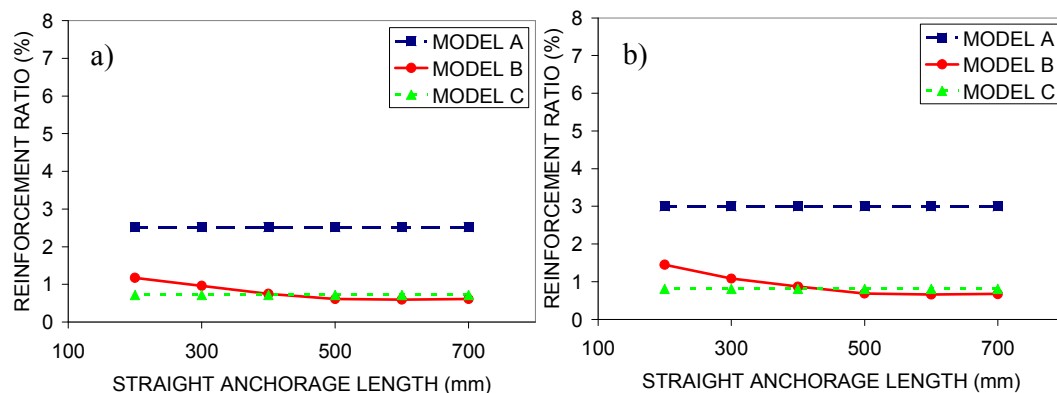 8
7
6
5
4
3
2
1
0
REINFORCEMENT RATIO (%)
a)
MODEL A
MODEL B
MODEL C
100 300 500 700
STRAIGHT ANCHORAGE LENGTH (mm)
8
7
6
5
4
3
2
1
0
REINFORCEMENT RATIO (%)
b)
MODEL A
MODEL B
MODEL C
100 300 500 700
STRAIGHT ANCHORAGE LENGTH (mm)